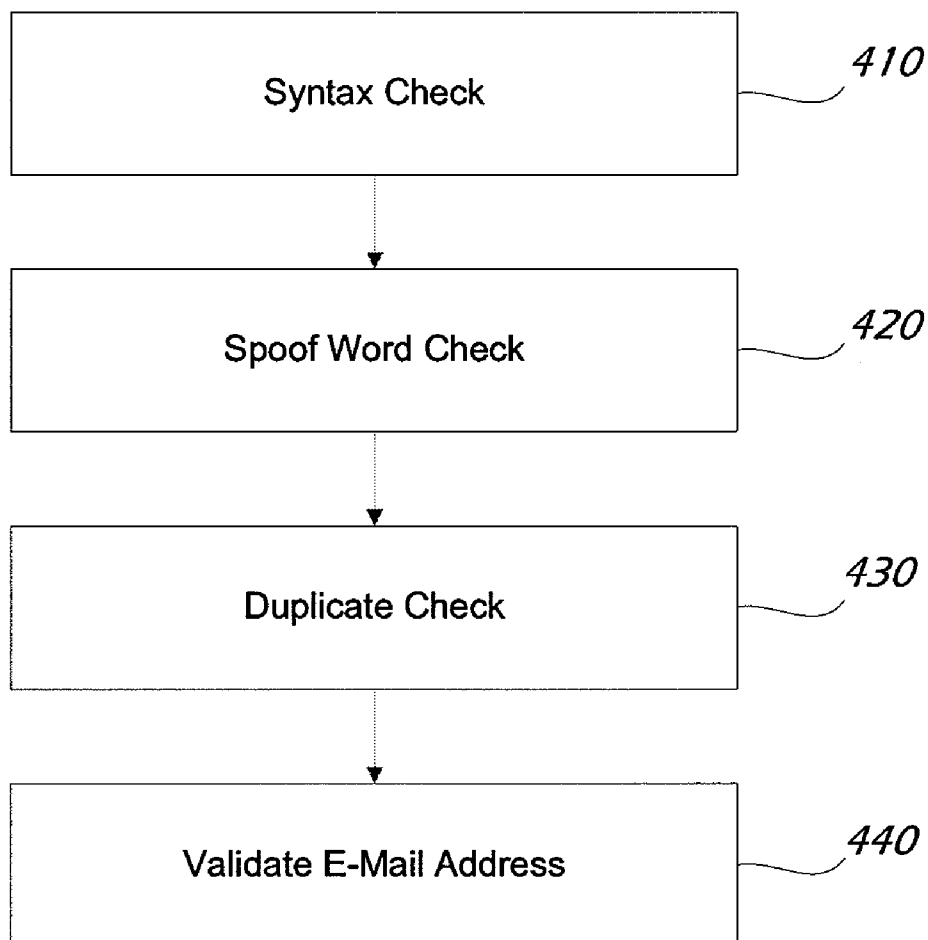 Syntax Check
410
Spoof Word Check
420
Duplicate Check
430
Validate E-Mail Address
440